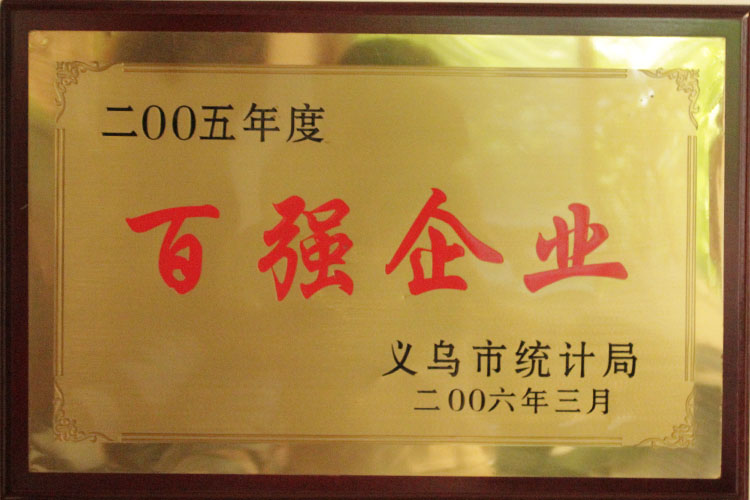 二00五年度
百强企业
义乌市统计局
二00六年三月